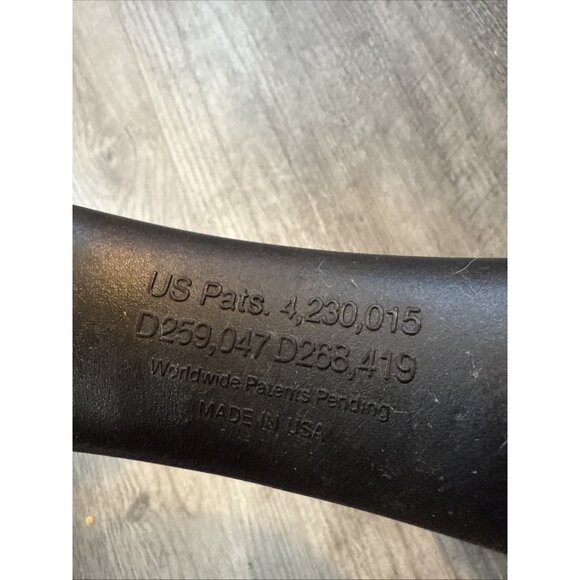 US Pats. 4,230,015
D259,047 D268,419
Worldwide Patents Pending
MADE IN USA